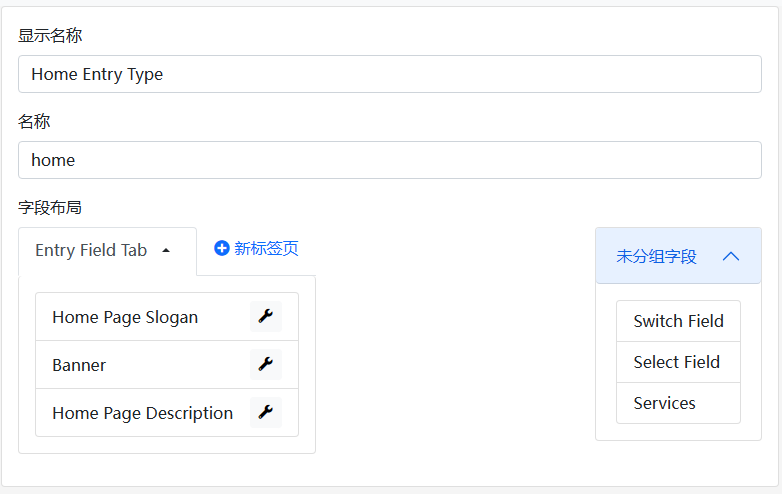 显示名称
Home Entry Type
名称
home
字段布局
Entry Field Tab
新标签页
Home Page Slogan
Banner
Home Page Description
未分组字段
Switch Field
Select Field
Services